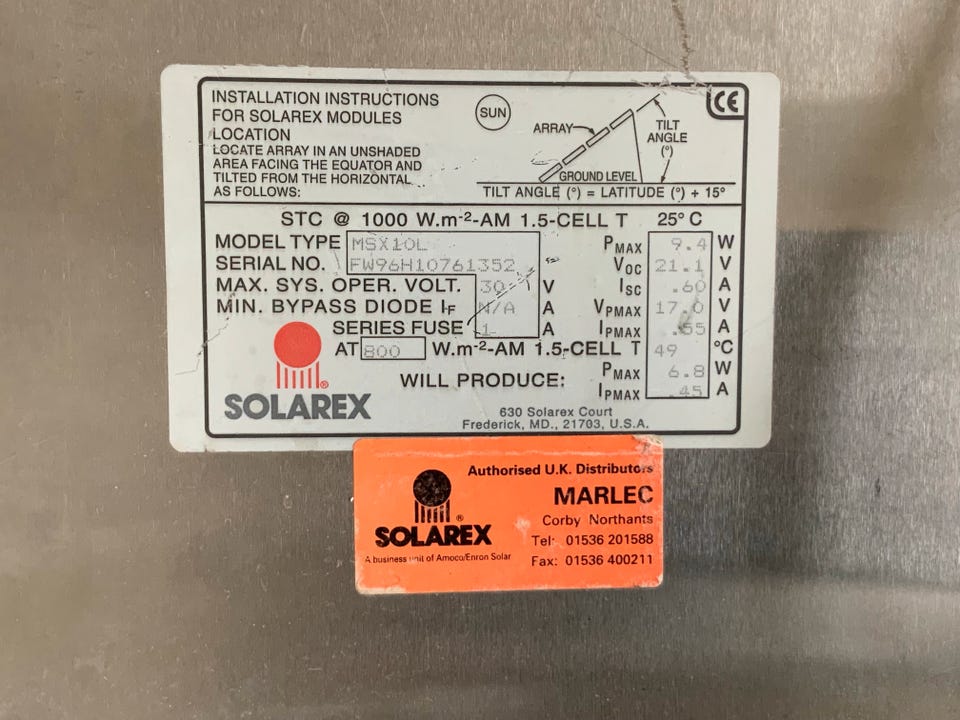 INSTALLATION INSTRUCTIONS
FOR SOLAREX MODULES
LOCATION
LOCATE ARRAY IN AN UNSHADED
AREA FACING THE EQUATOR AND
TILTED FROM THE HORIZONTAL
AS FOLLOWS:
SUN
ARRAY
TILT
ANGLE
(°)
GROUND LEVEL
TILT ANGLE (°) = LATITUDE (°) + 15°
CE
STC @ 1000 W.m-2-AM 1.5-CELL T 25° C
MODEL TYPE MSX10L
SERIAL NO. FW96H10761352
MAX. SYS. OPER. VOLT. 30 V
MIN. BYPASS DIODE IF N/A A
SERIES FUSE 1 A
PMAX 9.4 W
VOC 21.1 V
ISC .60 A
VPMAX 17.0 V
IPMAX .55 A
AT 800 W.m-2-AM 1.5-CELL T 49 °C
WILL PRODUCE:
PMAX 6.8 W
IPMAX .45 A
® SOLAREX
630 Solarex Court
Frederick, MD., 21703, U.S.A.
Authorised U.K. Distributors
MARLEC
Corby Northants
Tel: 01536 201588
Fax: 01536 400211
® SOLAREX
A business unit of Amoco/Enron Solar